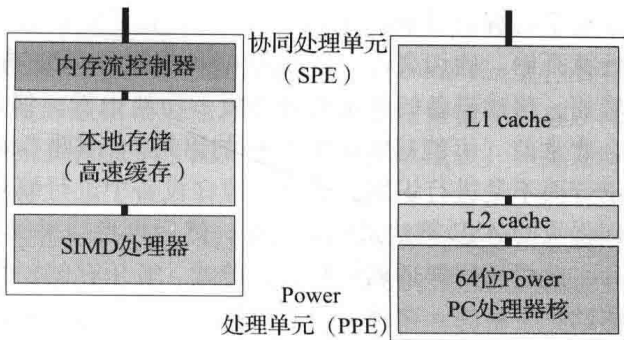 内存流控制器
本地存储
（高速缓存）
SIMD处理器
协同处理单元
（SPE）
Power
处理单元（PPE）
L1 cache
L2 cache
64位Power
PC处理器核